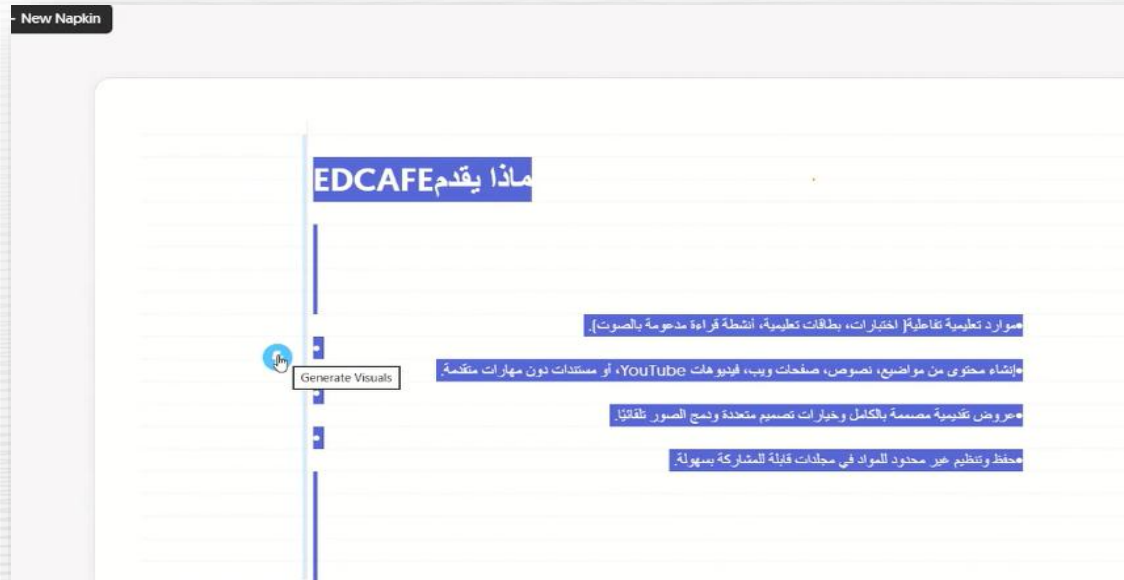 - New Napkin
ماذا يقدمEDCAFE
•موارد تعليمية تفاعلية( اختبارات، بطاقات تعليمية، أنشطة قراءة مدعومة بالصوت).
•إنشاء محتوى من مواضيع، نصوص، صفحات ويب، فيديوهات YouTube، أو مستندات دون مهارات متقدمة.
Generate Visuals
•عروض تقديمية مصممة بالكامل وخيارات تصميم متعددة ودمج الصور تلقائيًا.
•حفظ وتنظيم غير محدود للمواد في مجلدات قابلة للمشاركة بسهولة.